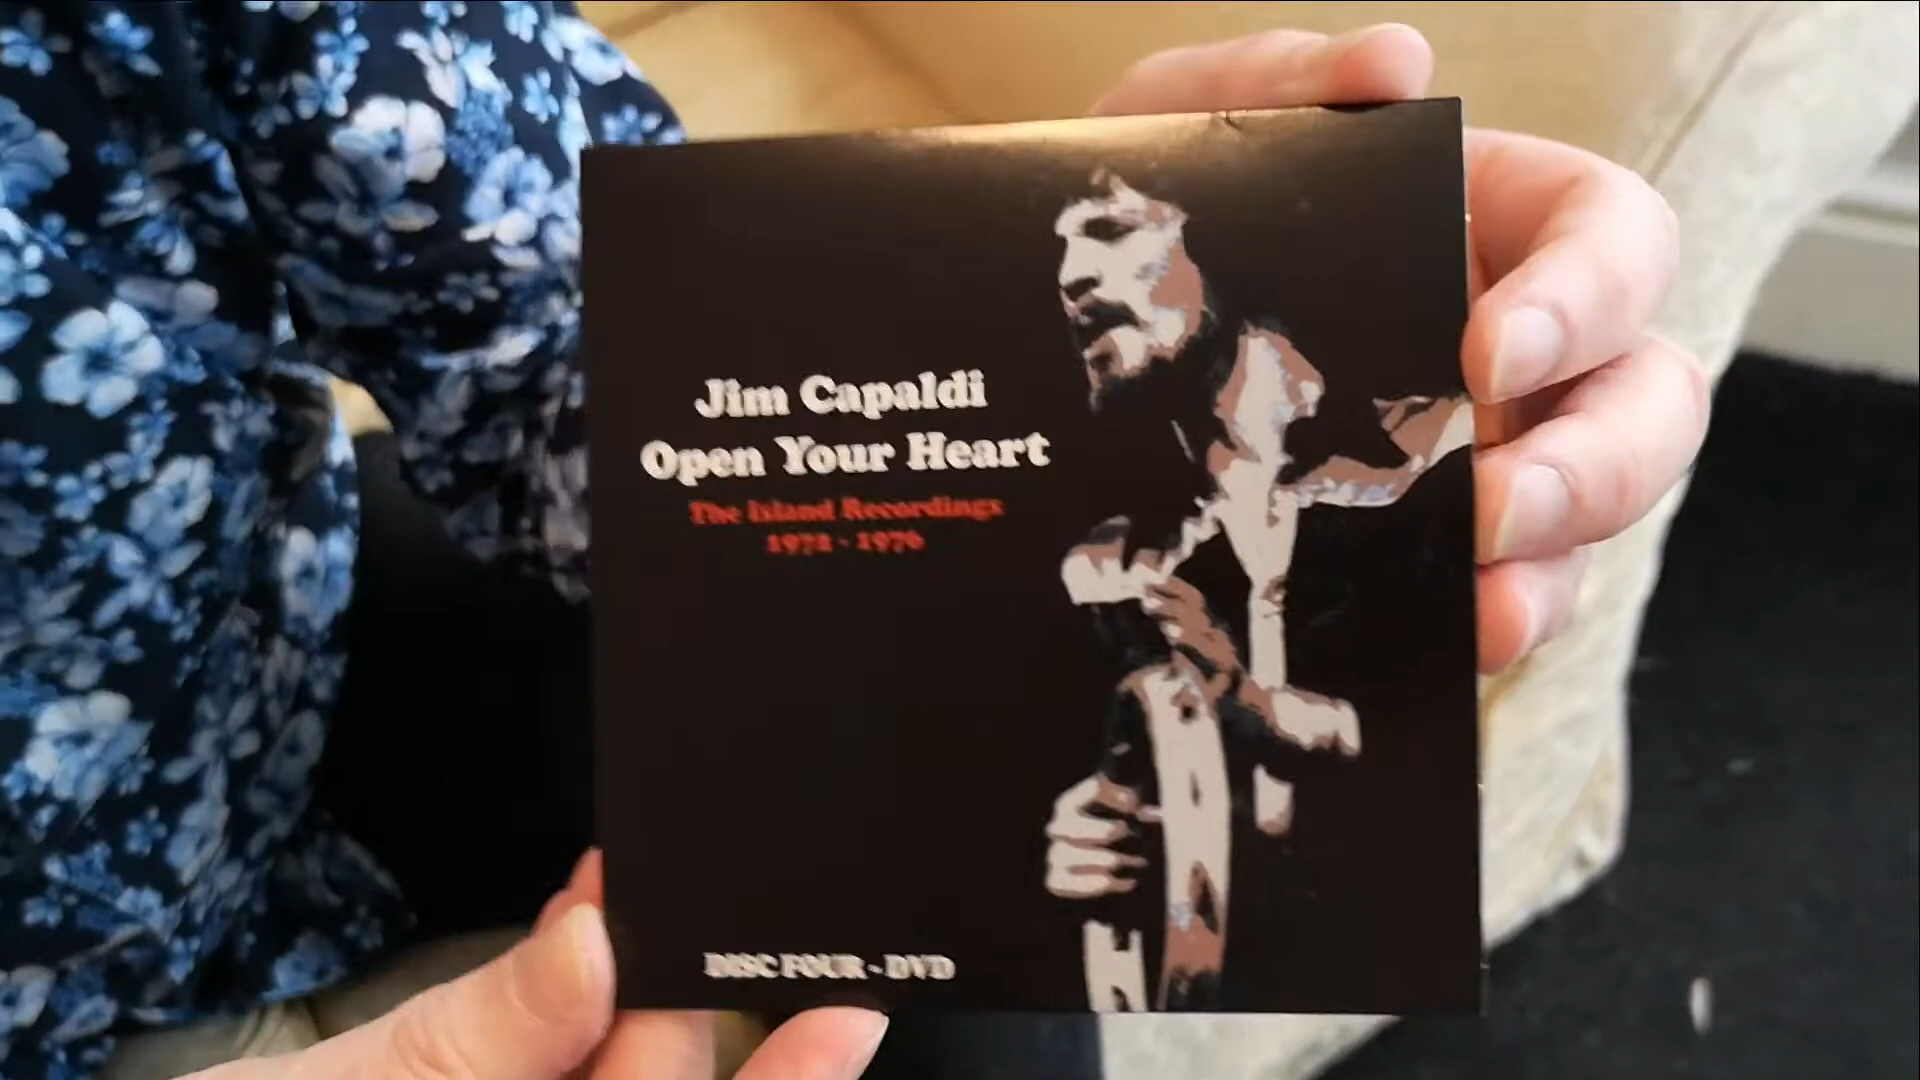 Jim Capaldi
Open Your Heart
The Island Recordings
1972 - 1976
DISC FOUR - DVD